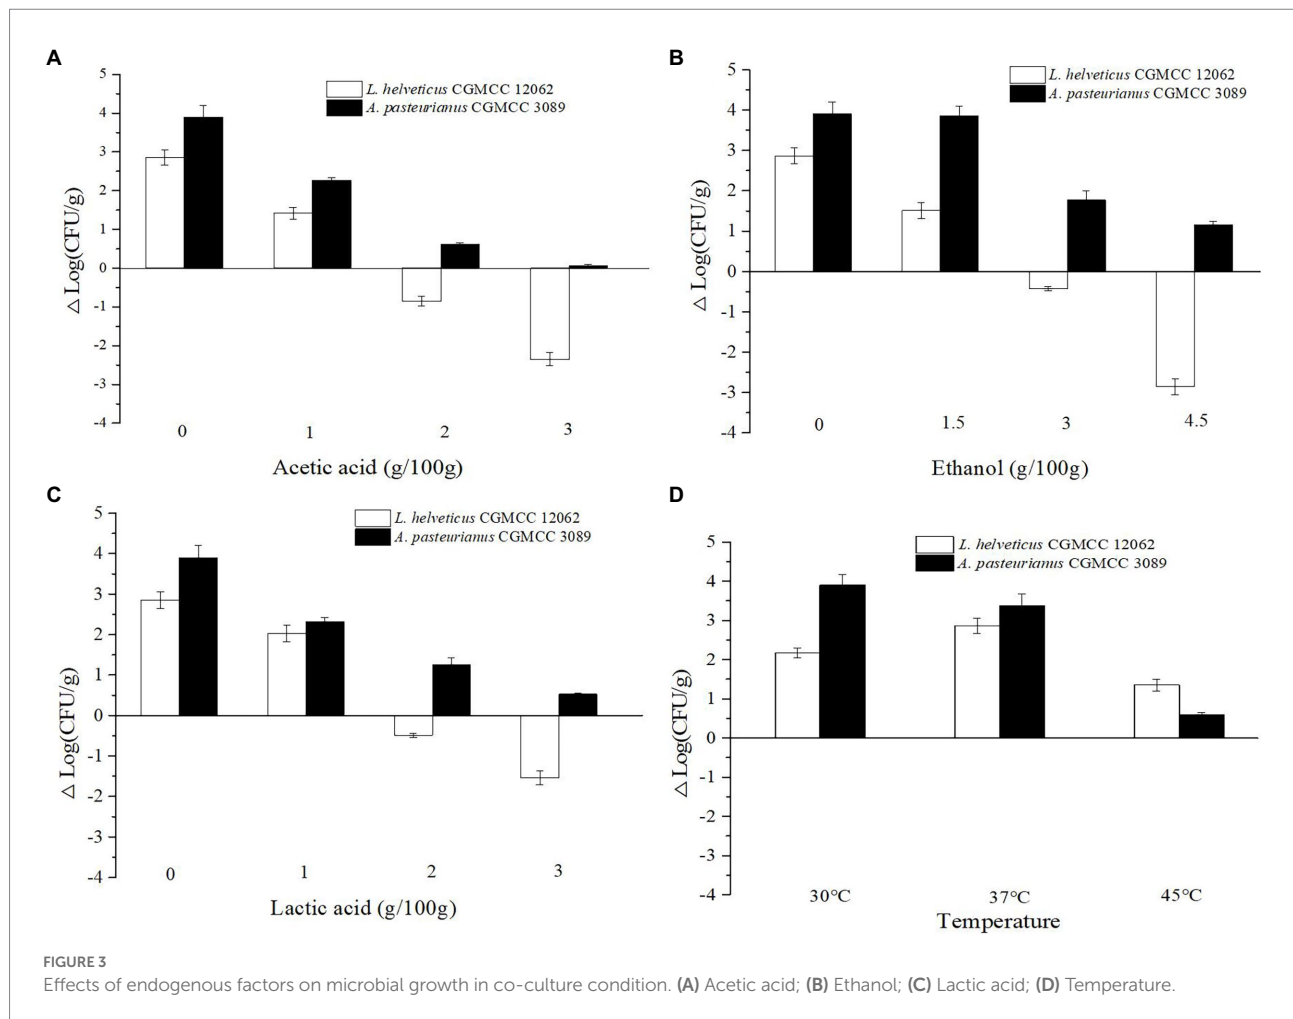 A
L. helveticus CGMCC 12062
A. pasteurianus CGMCC 3089
5
4
3
2
1
0
-1
-2
-3
-4
△ Log(CFU/g)
0 1 2 3
Acetic acid (g/100g)
B
L. helveticus CGMCC 12062
A. pasteurianus CGMCC 3089
5
4
3
2
1
0
-1
-2
-3
-4
△ Log(CFU/g)
0 1.5 3 4.5
Ethanol (g/100g)
C
L. helveticus CGMCC 12062
A. pasteurianus CGMCC 3089
5
4
3
2
1
0
-1
-2
-3
-4
△ Log(CFU/g)
0 1 2 3
Lactic acid (g/100g)
D
L. helveticus CGMCC 12062
A. pasteurianus CGMCC 3089
5
4
3
2
1
0
-1
-2
-3
-4
△ Log(CFU/g)
30°C 37°C 45°C
Temperature
FIGURE 3
Effects of endogenous factors on microbial growth in co-culture condition. (A) Acetic acid; (B) Ethanol; (C) Lactic acid; (D) Temperature.